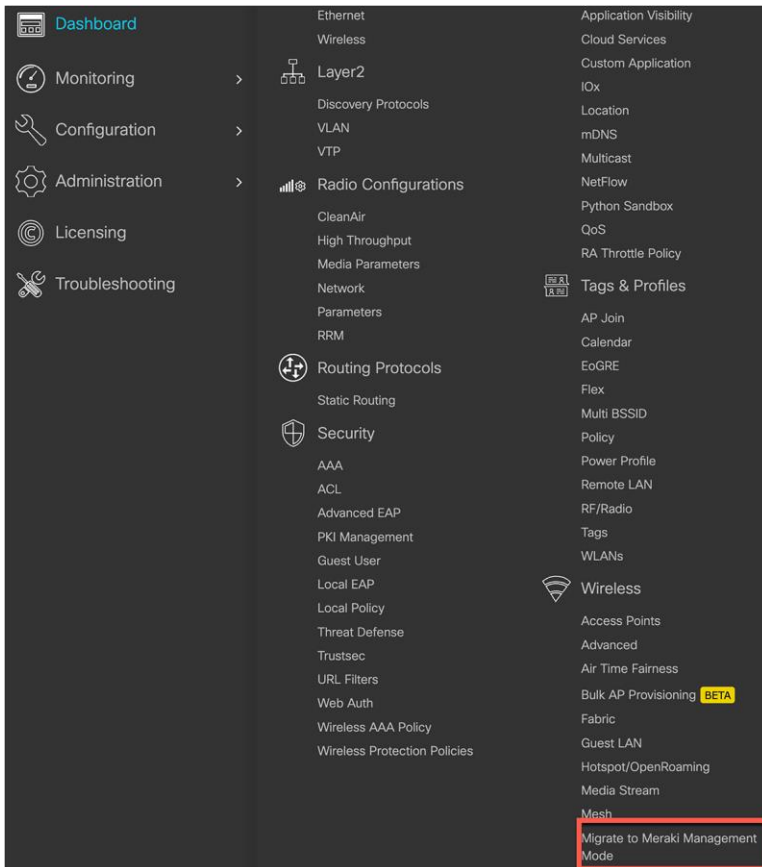 Dashboard
Monitoring
Configuration
Administration
Licensing
Troubleshooting
Ethernet
Wireless
Layer2
Discovery Protocols
VLAN
VTP
Radio Configurations
CleanAir
High Throughput
Media Parameters
Network
Parameters
RRM
Routing Protocols
Static Routing
Security
AAA
ACL
Advanced EAP
PKI Management
Guest User
Local EAP
Local Policy
Threat Defense
Trustsec
URL Filters
Web Auth
Wireless AAA Policy
Wireless Protection Policies
Application Visibility
Cloud Services
Custom Application
IOx
Location
mDNS
Multicast
NetFlow
Python Sandbox
QoS
RA Throttle Policy
Tags & Profiles
AP Join
Calendar
EoGRE
Flex
Multi BSSID
Policy
Power Profile
Remote LAN
RF/Radio
Tags
WLANs
Wireless
Access Points
Advanced
Air Time Fairness
Bulk AP Provisioning BETA
Fabric
Guest LAN
Hotspot/OpenRoaming
Media Stream
Mesh
Migrate to Meraki Management
Mode